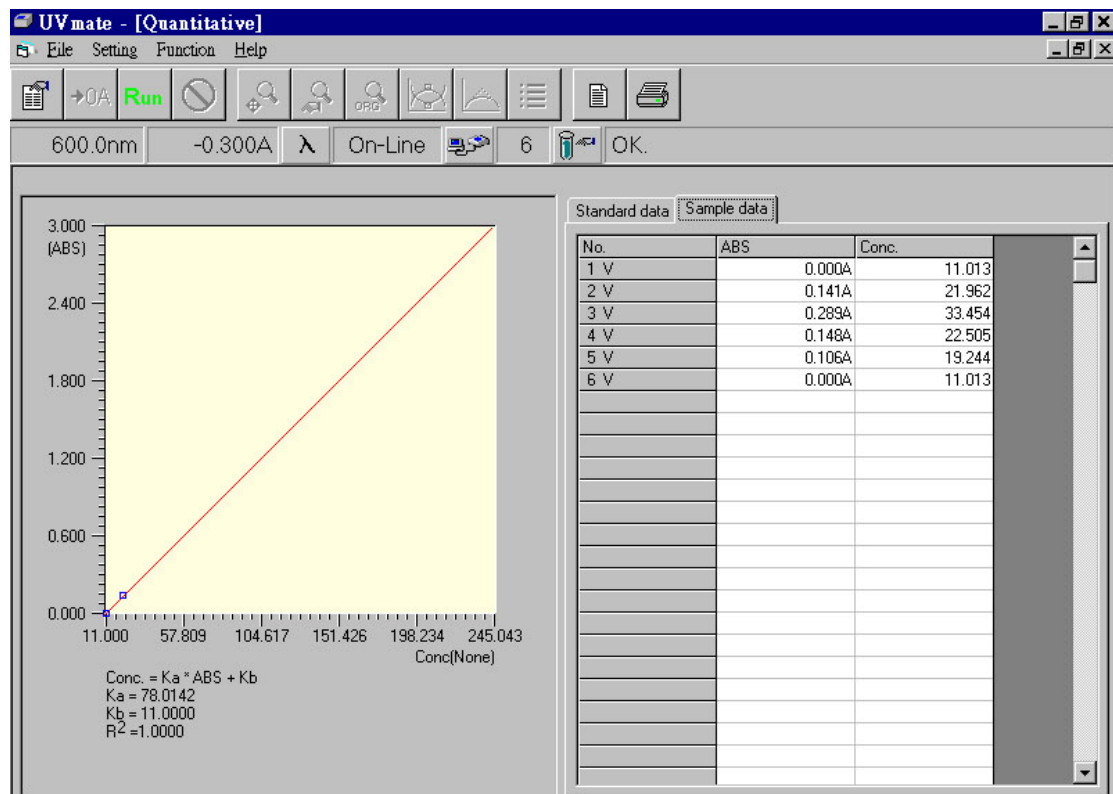 UVmate - [Quantitative]
Eile Setting Function Help
→0A Run ORG
600.0nm -0.300A λ On-Line 6 OK.
Standard data Sample data
3.000
(ABS)
2.400
1.800
1.200
0.600
0.000
11.000 57.809 104.617 151.426 198.234 245.043
Conc(None)
Conc. = Ka * ABS + Kb
Ka = 78.0142
Kb = 11.0000
R2 =1.0000
No. ABS Conc.
1 V 0.000A 11.013
2 V 0.141A 21.962
3 V 0.289A 33.454
4 V 0.148A 22.505
5 V 0.106A 19.244
6 V 0.000A 11.013